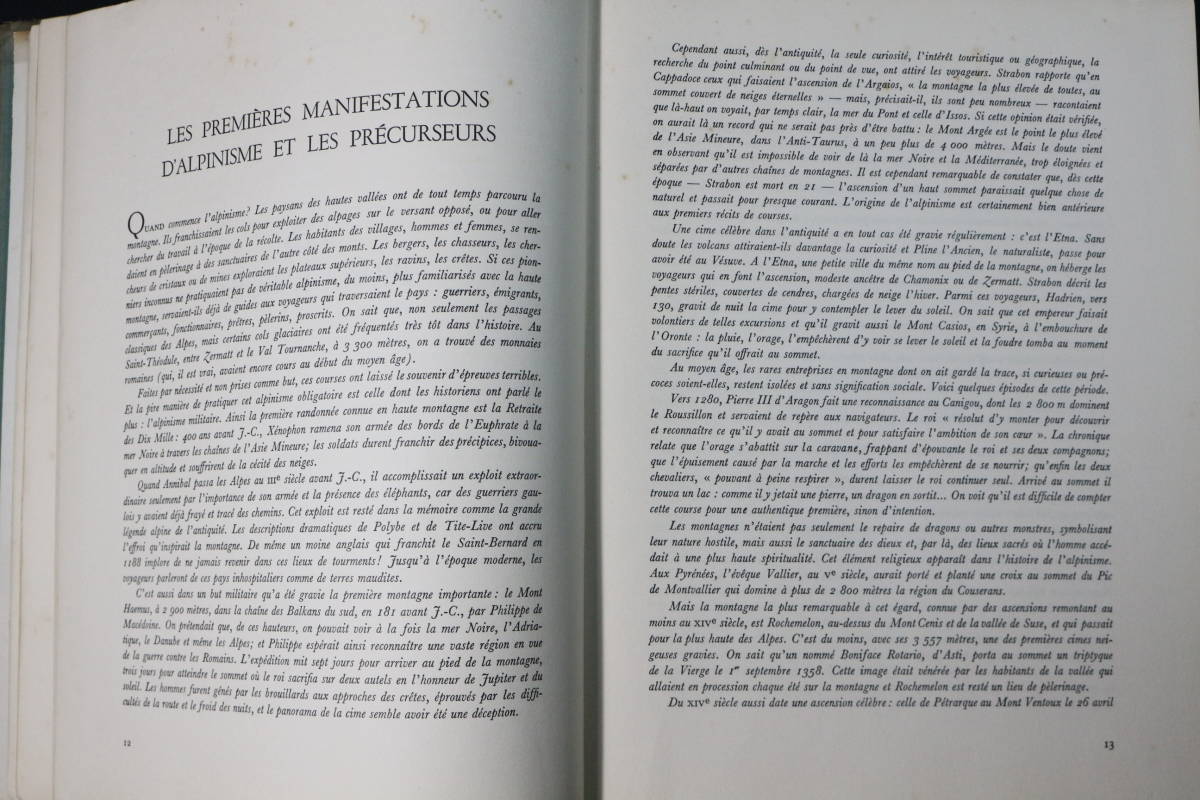 LES PREMIÈRES MANIFESTATIONS
D'ALPINISME ET LES PRÉCURSEURS
QUAND commence l'alpinisme? Les paysans des hautes vallées ont de tout temps parcouru la
montagne. Ils franchissaient les cols pour exploiter des alpages sur le versant opposé, ou pour aller
chercher du travail à l'époque de la récolte. Les habitants des villages, hommes et femmes, se ren-
daient en pèlerinage à des sanctuaires de l'autre côté des monts. Les bergers, les chasseurs, les cher-
cheurs de cristaux ou de mines exploraient les plateaux supérieurs, les ravins, les crêtes. Si ces pion-
niers inconnus ne pratiquaient pas de véritable alpinisme, du moins, plus familiarisés avec la haute
montagne, servaient-ils déjà de guides aux voyageurs qui traversaient le pays : guerriers, émigrants,
commerçants, fonctionnaires, prêtres, pèlerins, proscrits. On sait que, non seulement les passages
classiques des Alpes, mais certains cols glaciaires ont été fréquentés très tôt dans l'histoire. Au
Saint-Théodule, entre Zermatt et le Val Tournanche, à 3 300 mètres, on a trouvé des monnaies
romaines (qui, il est vrai, avaient encore cours au début du moyen âge).
Faites par nécessité et non prises comme but, ces courses ont laissé le souvenir d'épreuves terribles.
Et la pire manière de pratiquer cet alpinisme obligatoire est celle dont les historiens ont parlé le
plus : l'alpinisme militaire. Ainsi la première randonnée connue en haute montagne est la Retraite
des Dix Mille : 400 ans avant J.-C., Xénophon ramena son armée des bords de l'Euphrate à la
mer Noire à travers les chaînes de l'Asie Mineure; les soldats durent franchir des précipices, bivoua-
quer en altitude et souffrirent de la cécité des neiges.
Quand Annibal passa les Alpes au IIIe siècle avant J.-C., il accomplissait un exploit extraor-
dinaire seulement par l'importance de son armée et la présence des éléphants, car des guerriers gau-
lois y avaient déjà frayé et tracé des chemins. Cet exploit est resté dans la mémoire comme la grande
légende alpine de l'antiquité. Les descriptions dramatiques de Polybe et de Tite-Live ont accru
l'effroi qu'inspirait la montagne. De même un moine anglais qui franchit le Saint-Bernard en
1188 implore de ne jamais revenir dans ces lieux de tourments! Jusqu'à l'époque moderne, les
voyageurs parleront de ces pays inhospitaliers comme de terres maudites.
C'est aussi dans un but militaire qu'a été gravie la première montagne importante : le Mont
Haemus, à 2 900 mètres, dans la chaîne des Balkans du sud, en 181 avant J.-C., par Philippe de
Macédoine. On prétendait que, de ces hauteurs, on pouvait voir à la fois la mer Noire, l'Adria-
tique, le Danube et même les Alpes; et Philippe espérait ainsi reconnaître une vaste région en vue
de la guerre contre les Romains. L'expédition mit sept jours pour arriver au pied de la montagne,
trois jours pour atteindre le sommet où le roi sacrifia sur deux autels en l'honneur de Jupiter et du
soleil. Les hommes furent gênés par les brouillards aux approches des crêtes, éprouvés par les diffi-
cultés de la route et le froid des nuits, et le panorama de la cime semble avoir été une déception.
12
Cependant aussi, dès l'antiquité, la seule curiosité, l'intérêt touristique ou géographique, la
recherche du point culminant ou du point de vue, ont attiré les voyageurs. Strabon rapporte qu'en
Cappadoce ceux qui faisaient l'ascension de l'Argaios, « la montagne la plus élevée de toutes, au
sommet couvert de neiges éternelles » — mais, précisait-il, ils sont peu nombreux — racontaient
que là-haut on voyait, par temps clair, la mer du Pont et celle d'Issos. Si cette opinion était vérifiée,
on aurait là un record qui ne serait pas près d'être battu : le Mont Argée est le point le plus élevé
de l'Asie Mineure, dans l'Anti-Taurus, à un peu plus de 4 000 mètres. Mais le doute vient
en observant qu'il est impossible de voir de là la mer Noire et la Méditerranée, trop éloignées et
séparées par d'autres chaînes de montagnes. Il est cependant remarquable de constater que, dès cette
époque — Strabon est mort en 21 — l'ascension d'un haut sommet paraissait quelque chose de
naturel et passait pour presque courant. L'origine de l'alpinisme est certainement bien antérieure
aux premiers récits de courses.
Une cime célèbre dans l'antiquité a en tout cas été gravie régulièrement : c'est l'Etna. Sans
doute les volcans attiraient-ils davantage la curiosité et Pline l'Ancien, le naturaliste, passe pour
avoir été au Vésuve. A l'Etna, une petite ville du même nom au pied de la montagne, on héberge les
voyageurs qui en font l'ascension, modeste ancêtre de Chamonix ou de Zermatt. Strabon décrit les
pentes stériles, couvertes de cendres, chargées de neige l'hiver. Parmi ces voyageurs, Hadrien, vers
130, gravit de nuit la cime pour y contempler le lever du soleil. On sait que cet empereur faisait
volontiers de telles excursions et qu'il gravit aussi le Mont Casios, en Syrie, à l'embouchure de
l'Oronte : la pluie, l'orage, l'empêchèrent d'y voir se lever le soleil et la foudre tomba au moment
du sacrifice qu'il offrait au sommet.
Au moyen âge, les rares entreprises en montagne dont on ait gardé la trace, si curieuses ou pré-
coces soient-elles, restent isolées et sans signification sociale. Voici quelques épisodes de cette période.
Vers 1280, Pierre III d'Aragon fait une reconnaissance au Canigou, dont les 2 800 m dominent
le Roussillon et servaient de repère aux navigateurs. Le roi « résolut d'y monter pour découvrir
et reconnaître ce qu'il y avait au sommet et pour satisfaire l'ambition de son cœur ». La chronique
relate que l'orage s'abattit sur la caravane, frappant d'épouvante le roi et ses deux compagnons;
que l'épuisement causé par la marche et les efforts les empêchèrent de se nourrir; qu'enfin les deux
chevaliers, « pouvant à peine respirer », durent laisser le roi continuer seul. Arrivé au sommet il
trouva un lac : comme il y jetait une pierre, un dragon en sortit... On voit qu'il est difficile de compter
cette course pour une authentique première, sinon d'intention.
Les montagnes n'étaient pas seulement le repaire de dragons ou autres monstres, symbolisant
leur nature hostile, mais aussi le sanctuaire des dieux et, par là, des lieux sacrés où l'homme accé-
dait à une plus haute spiritualité. Cet élément religieux apparaît dans l'histoire de l'alpinisme.
Aux Pyrénées, l'évêque Vallier, au Ve siècle, aurait porté et planté une croix au sommet du Pic
de Montvallier qui domine à plus de 2 800 mètres la région du Couserans.
Mais la montagne la plus remarquable à cet égard, connue par des ascensions remontant au
moins au XIVe siècle, est Rochemelon, au-dessus du Mont Cenis et de la vallée de Suse, et qui passait
pour la plus haute des Alpes. C'est du moins, avec ses 3 557 mètres, une des premières cimes nei-
geuses gravies. On sait qu'un nommé Boniface Rotario, d'Asti, porta au sommet un triptyque
de la Vierge le 1er septembre 1358. Cette image était vénérée par les habitants de la vallée qui
allaient en procession chaque été sur la montagne et Rochemelon est resté un lieu de pèlerinage.
Du XIVe siècle aussi date une ascension célèbre : celle de Pétrarque au Mont Ventoux le 26 avril
13